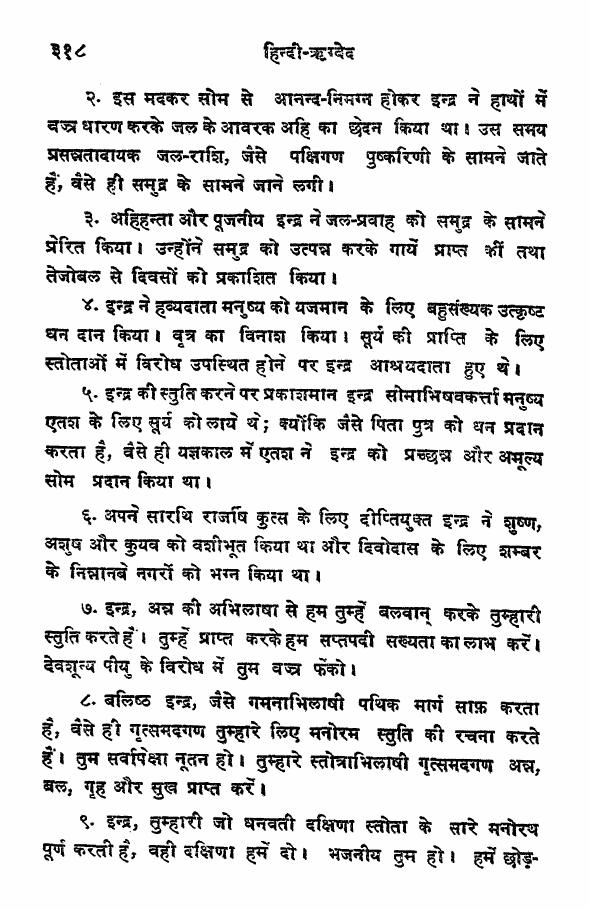 ३१८ हिन्दी-ऋग्वेद
२. इस मदकर सोम से आनन्द-निमग्न होकर इन्द्र ने हाथों में
वज्र धारण करके जल के आवरक अहि का छेदन किया था। उस समय
प्रसन्नतादायक जल-राशि, जैसे पक्षिगण पुष्करिणी के सामने जाते
हैं, वैसे ही समुद्र के सामने जाने लगी।
३. अहिहन्ता और पूजनीय इन्द्र ने जल-प्रवाह को समुद्र के सामने
प्रेरित किया। उन्होंने समुद्र को उत्पन्न करके गायें प्राप्त कीं तथा
तेजोबल से दिवसों को प्रकाशित किया।
४. इन्द्र ने हव्यदाता मनुष्य को यजमान के लिए बहुसंख्यक उत्कृष्ट
धन दान किया। वृत्र का विनाश किया। सूर्य की प्राप्ति के लिए
स्तोताओं में विरोध उपस्थित होने पर इन्द्र आश्रयदाता हुए थे।
५. इन्द्र की स्तुति करने पर प्रकाशमान इन्द्र सोमाभिषवकर्त्ता मनुष्य
एतश के लिए सूर्य को लाये थे; क्योंकि जैसे पिता पुत्र को धन प्रदान
करता है, वैसे ही यज्ञकाल में एतश ने इन्द्र को प्रच्छन्न और अमूल्य
सोम प्रदान किया था।
६. अपने सारथि राजर्षि कुत्स के लिए दीप्तियुक्त इन्द्र ने शुष्ण,
अशुष और कुयव को वशीभूत किया था और दिवोदास के लिए शम्बर
के निन्नानबे नगरों को भग्न किया था।
७. इन्द्र, अन्न की अभिलाषा से हम तुम्हें बलवान् करके तुम्हारी
स्तुति करते हैं। तुम्हें प्राप्त करके हम सप्तपदी सख्यता का लाभ करें।
देवशून्य पीयु के विरोध में तुम वज्र फेंको।
८. बलिष्ठ इन्द्र, जैसे गमनाभिलाषी पथिक मार्ग साफ़ करता
है, वैसे ही गृत्समदगण तुम्हारे लिए मनोरम स्तुति की रचना करते
हैं। तुम सर्वापेक्षा नूतन हो। तुम्हारे स्तोत्राभिलाषी गृत्समदगण अन्न,
बल, गृह और सुख प्राप्त करें।
९. इन्द्र, तुम्हारी जो धनवती दक्षिणा स्तोता के सारे मनोरथ
पूर्ण करती है, वही दक्षिणा हमें दो। भजनीय तुम हो। हमें छोड़-